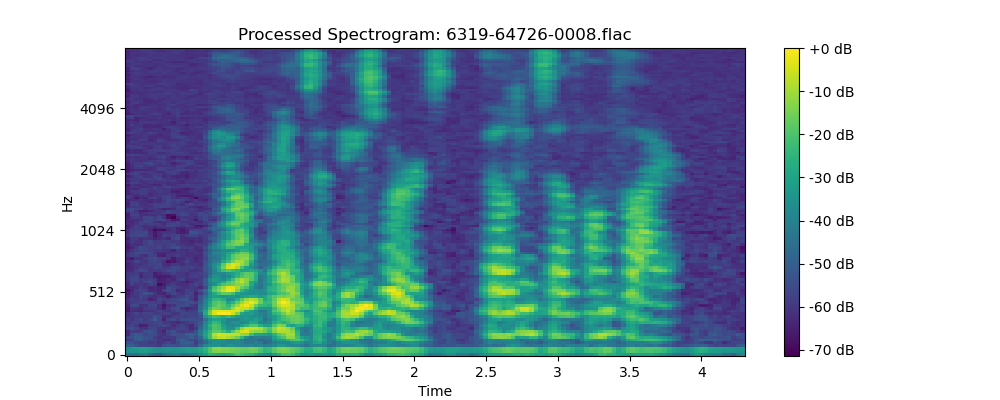 Processed Spectrogram: 6319-64726-0008.flac
+0 dB
-10 dB
-20 dB
-30 dB
-40 dB
-50 dB
-60 dB
-70 dB
Hz
4096
2048
1024
512
0
0 0.5 1 1.5 2 2.5 3 3.5 4
Time